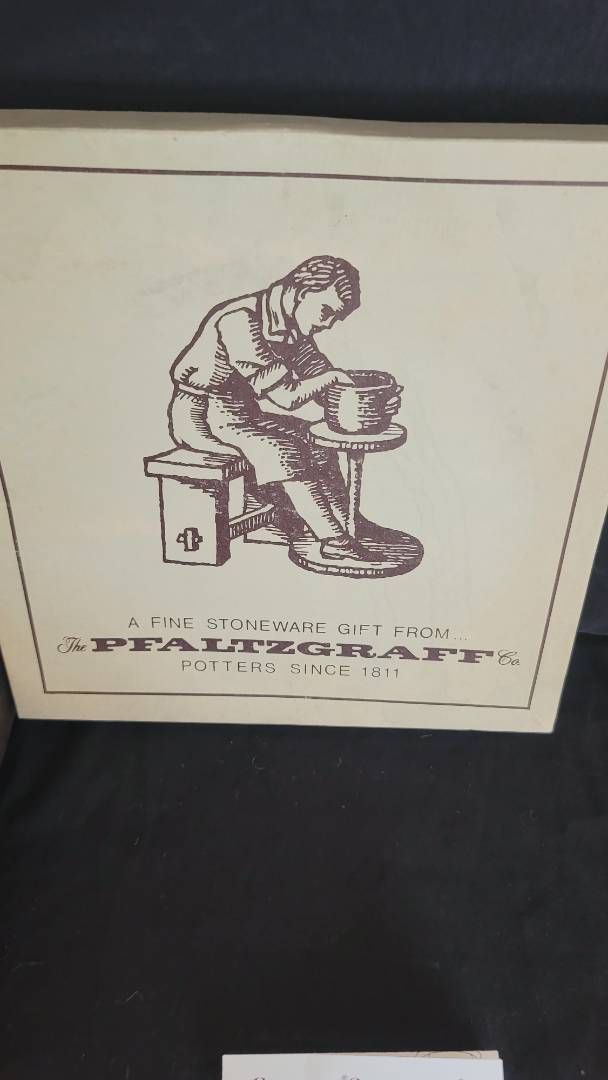 A FINE STONEWARE GIFT FROM...
The PFALTZGRAFF Co.
POTTERS SINCE 1811